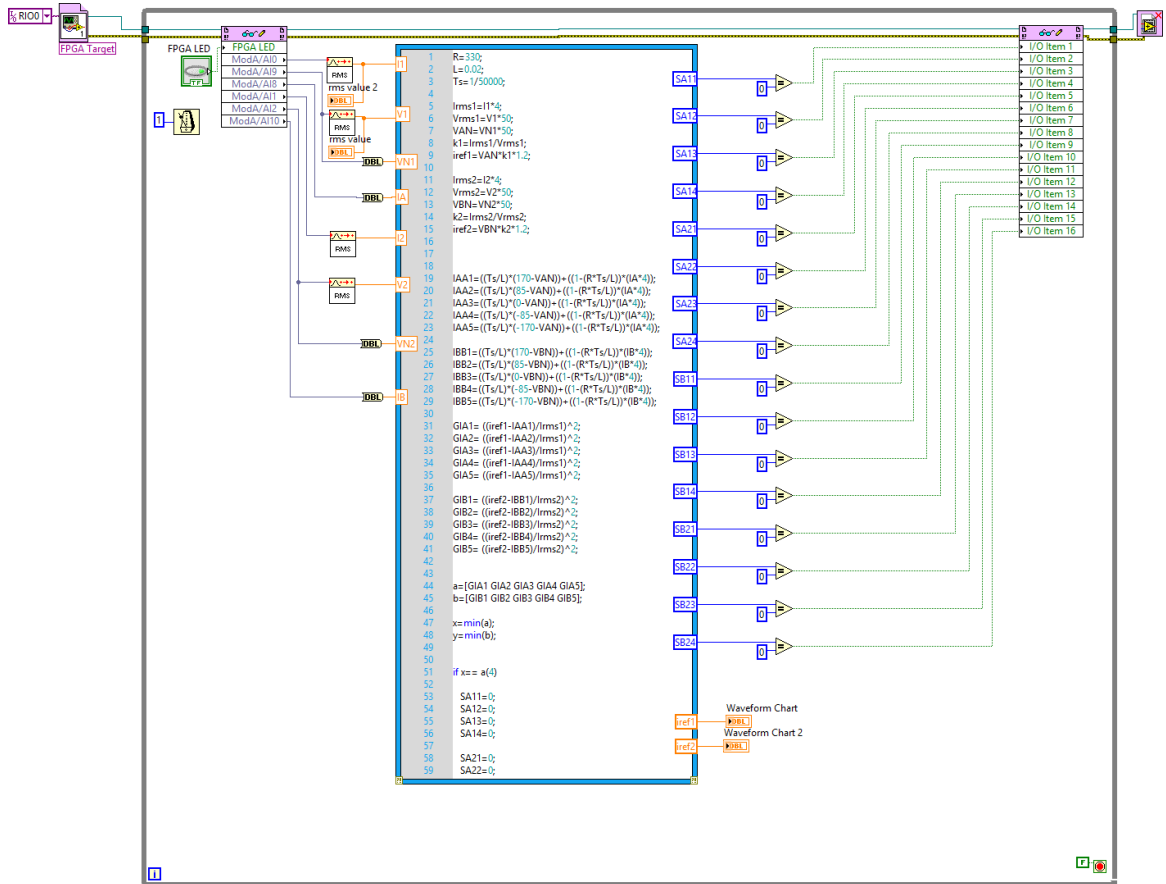 RIO0
FPGA Target
FPGA LED
TF
1
FPGA LED
ModA/AI0
ModA/AI9
ModA/AI8
ModA/AI1
ModA/AI2
ModA/AI10
RMS
rms value 2
DBL
RMS
rms value
DBL
DBL
DBL
RMS
RMS
DBL
DBL
I1
V1
VN1
IA
I2
V2
VN2
IB
1 R=330;
2 L=0.02;
3 Ts=1/50000;
4
5 Irms1=I1*4;
6 Vrms1=V1*50;
7 VAN=VN1*50;
8 k1=Irms1/Vrms1;
9 iref1=VAN*k1*1.2;
10
11 Irms2=I2*4;
12 Vrms2=V2*50;
13 VBN=VN2*50;
14 k2=Irms2/Vrms2;
15 iref2=VBN*k2*1.2;
16
17
18
19 IAA1=((Ts/L)*(170-VAN))+((1-(R*Ts/L))*(IA*4));
20 IAA2=((Ts/L)*(85-VAN))+((1-(R*Ts/L))*(IA*4));
21 IAA3=((Ts/L)*(0-VAN))+((1-(R*Ts/L))*(IA*4));
22 IAA4=((Ts/L)*(-85-VAN))+((1-(R*Ts/L))*(IA*4));
23 IAA5=((Ts/L)*(-170-VAN))+((1-(R*Ts/L))*(IA*4));
24
25 IBB1=((Ts/L)*(170-VBN))+((1-(R*Ts/L))*(IB*4));
26 IBB2=((Ts/L)*(85-VBN))+((1-(R*Ts/L))*(IB*4));
27 IBB3=((Ts/L)*(0-VBN))+((1-(R*Ts/L))*(IB*4));
28 IBB4=((Ts/L)*(-85-VBN))+((1-(R*Ts/L))*(IB*4));
29 IBB5=((Ts/L)*(-170-VBN))+((1-(R*Ts/L))*(IB*4));
30
31 GIA1= ((iref1-IAA1)/Irms1)^2;
32 GIA2= ((iref1-IAA2)/Irms1)^2;
33 GIA3= ((iref1-IAA3)/Irms1)^2;
34 GIA4= ((iref1-IAA4)/Irms1)^2;
35 GIA5= ((iref1-IAA5)/Irms1)^2;
36
37 GIB1= ((iref2-IBB1)/Irms2)^2;
38 GIB2= ((iref2-IBB2)/Irms2)^2;
39 GIB3= ((iref2-IBB3)/Irms2)^2;
40 GIB4= ((iref2-IBB4)/Irms2)^2;
41 GIB5= ((iref2-IBB5)/Irms2)^2;
42
43
44 a=[GIA1 GIA2 GIA3 GIA4 GIA5];
45 b=[GIB1 GIB2 GIB3 GIB4 GIB5];
46
47 x=min(a);
48 y=min(b);
49
50
51 if x== a(4)
52
53 SA11=0;
54 SA12=0;
55 SA13=0;
56 SA14=0;
57
58 SA21=0;
59 SA22=0;
SA11
0
SA12
0
SA13
0
SA14
0
SA21
0
SA22
0
SA23
0
SA24
0
SB11
0
SB12
0
SB13
0
SB14
0
SB21
0
SB22
0
SB23
0
SB24
0
Waveform Chart
iref1
DBL
Waveform Chart 2
iref2
DBL
I/O Item 1
I/O Item 2
I/O Item 3
I/O Item 4
I/O Item 5
I/O Item 6
I/O Item 7
I/O Item 8
I/O Item 9
I/O Item 10
I/O Item 11
I/O Item 12
I/O Item 13
I/O Item 14
I/O Item 15
I/O Item 16
i
F